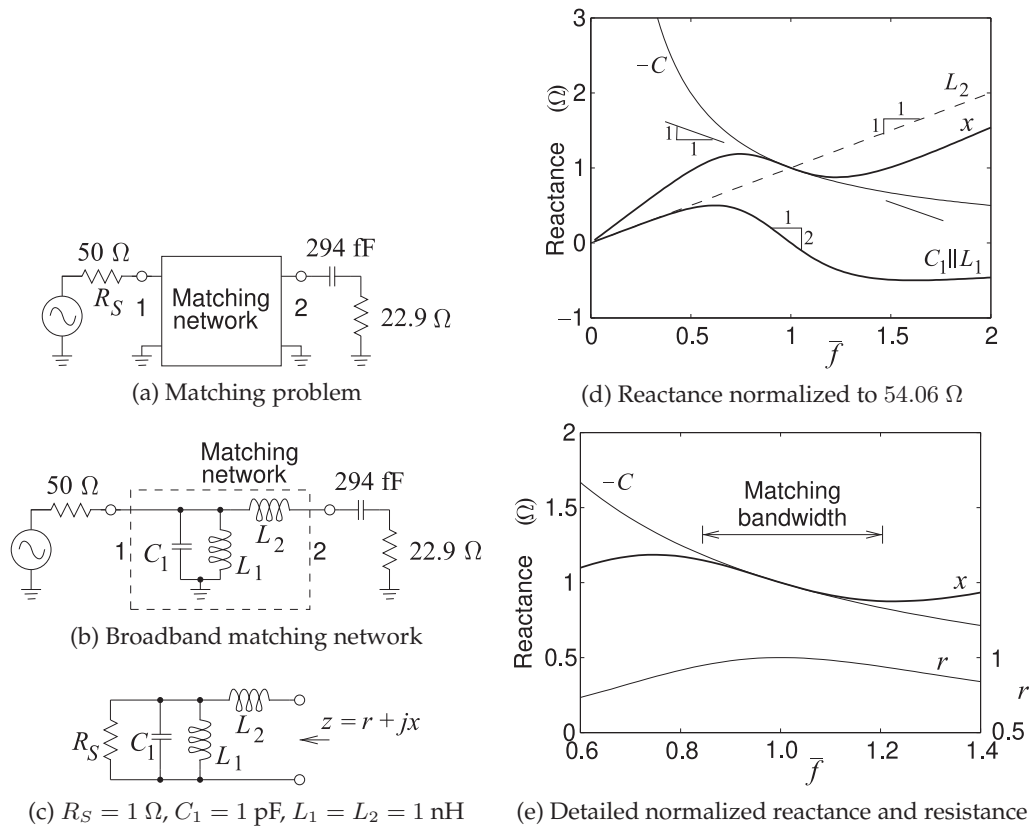 50 Ω
R_S
1
Matching
network
2
294 fF
22.9 Ω
(a) Matching problem
Matching
network
50 Ω
294 fF
1
C_1
L_1
L_2
2
22.9 Ω
(b) Broadband matching network
R_S
C_1
L_1
L_2
z = r + jx
(c) R_S = 1 Ω, C_1 = 1 pF, L_1 = L_2 = 1 nH
Reactance (Ω)
3
2
1
0
−1
−C
L_2
x
C_1||L_1
1
1
1
1
1
2
0
0.5
1
1.5
2
f̅
(d) Reactance normalized to 54.06 Ω
Reactance (Ω)
2
1.5
1
0.5
0
−C
Matching
bandwidth
x
r
1
r
0.5
0.6
0.8
1.0
1.2
1.4
f̅
(e) Detailed normalized reactance and resistance